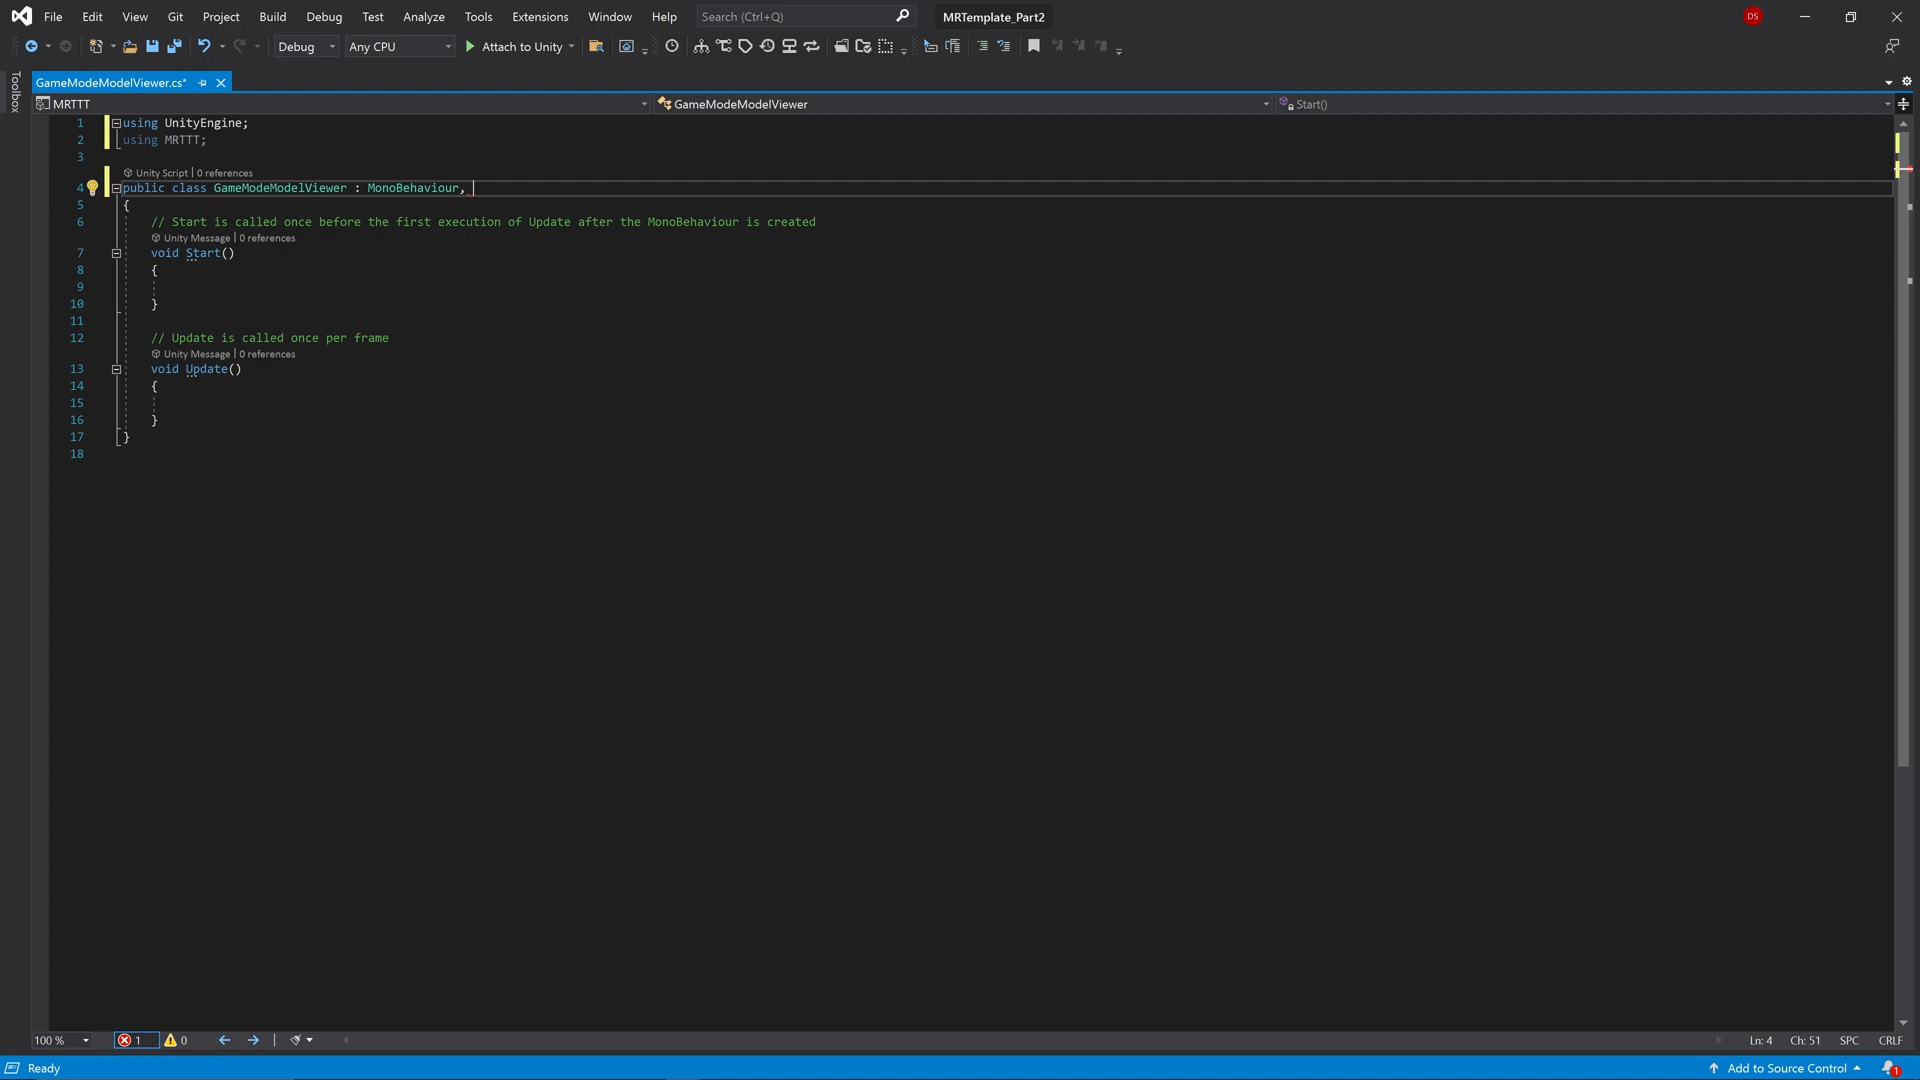 File Edit View Git Project Build Debug Test Analyze Tools Extensions Window Help Search (Ctrl+Q) MRTemplate_Part2 DS
Debug Any CPU Attach to Unity
Toolbox
GameModeModelViewer.cs*
MRTTT GameModeModelViewer Start()
1 using UnityEngine;
2 using MRTTT;
3
Unity Script | 0 references
4 public class GameModeModelViewer : MonoBehaviour,
5 {
6 // Start is called once before the first execution of Update after the MonoBehaviour is created
Unity Message | 0 references
7 void Start()
8 {
9
10 }
11
12 // Update is called once per frame
Unity Message | 0 references
13 void Update()
14 {
15
16 }
17 }
18
100 % 1 0 Ln: 4 Ch: 51 SPC CRLF
Ready Add to Source Control 1